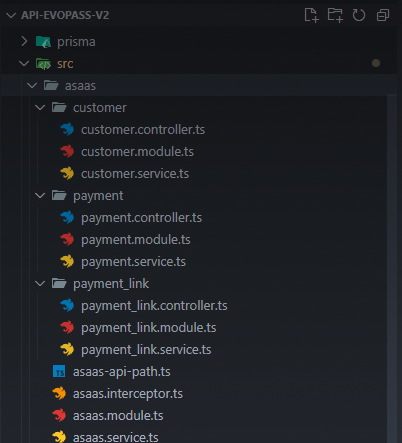 API-EVOPASS-V2
prisma
src
asaas
customer
customer.controller.ts
customer.module.ts
customer.service.ts
payment
payment.controller.ts
payment.module.ts
payment.service.ts
payment_link
payment_link.controller.ts
payment_link.module.ts
payment_link.service.ts
TS asaas-api-path.ts
asaas.interceptor.ts
asaas.module.ts
asaas.service.ts